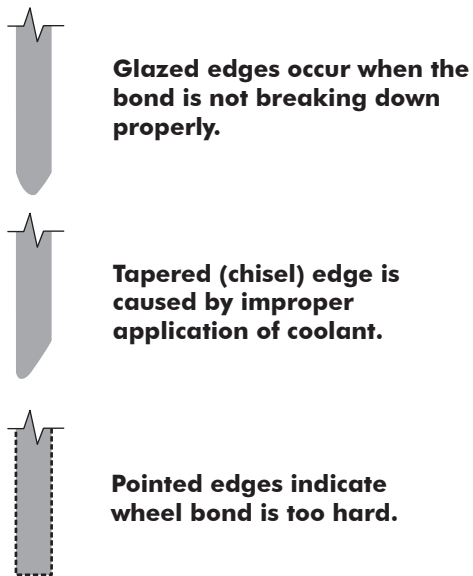 Glazed edges occur when the
bond is not breaking down
properly.
Tapered (chisel) edge is
caused by improper
application of coolant.
Pointed edges indicate
wheel bond is too hard.